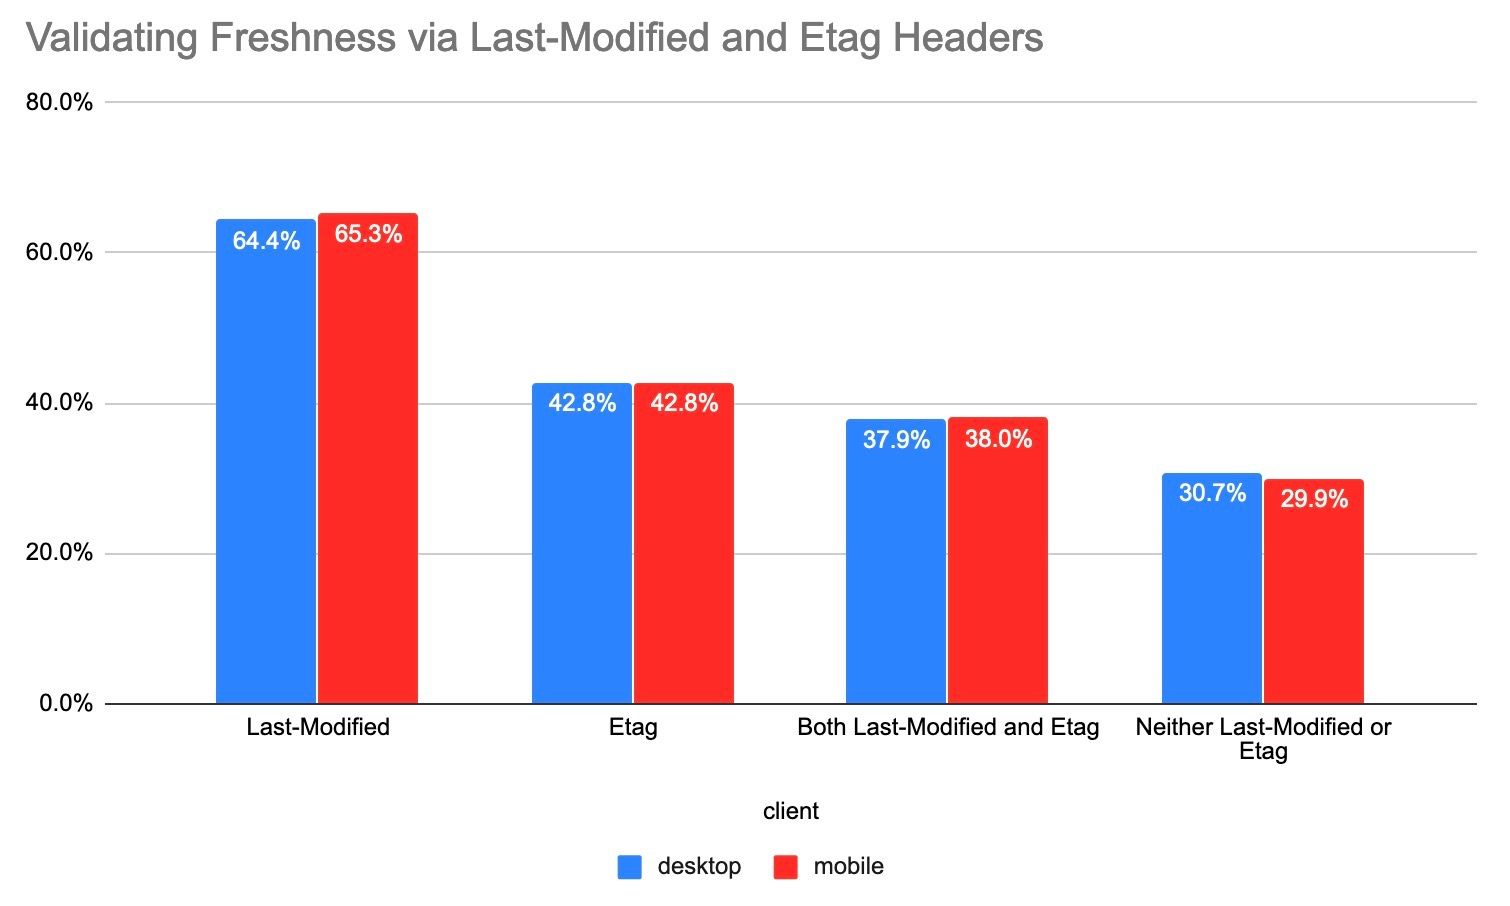 Validating Freshness via Last-Modified and Etag Headers
80.0%
60.0%
40.0%
20.0%
0.0%
64.4%
65.3%
42.8%
42.8%
37.9%
38.0%
30.7%
29.9%
Last-Modified
Etag
Both Last-Modified and Etag
Neither Last-Modified or
Etag
client
desktop
mobile